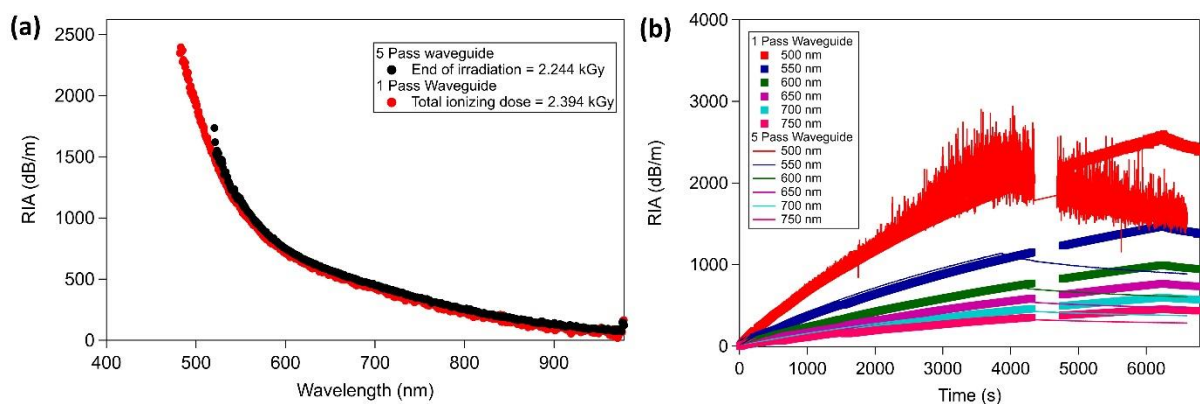 (a)
RIA (dB/m)
2500
2000
1500
1000
500
0
5 Pass waveguide
End of irradiation = 2.244 kGy
1 Pass Waveguide
Total ionizing dose = 2.394 kGy
400
500
600
700
800
900
Wavelength (nm)
(b)
RIA (dB/m)
4000
3000
2000
1000
0
1 Pass Waveguide
500 nm
550 nm
600 nm
650 nm
700 nm
750 nm
5 Pass Waveguide
500 nm
550 nm
600 nm
650 nm
700 nm
750 nm
0
1000
2000
3000
4000
5000
6000
Time (s)